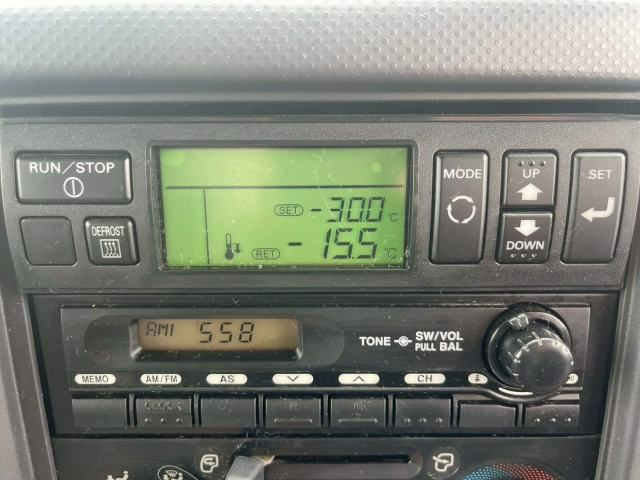 RUN/STOP
DEFROST
SET -30.0 °C
RET -15.5 °C
MODE
UP
DOWN
SET
AM1 558
TONE
SW/VOL
PULL BAL
MEMO
AM/FM
AS
CH